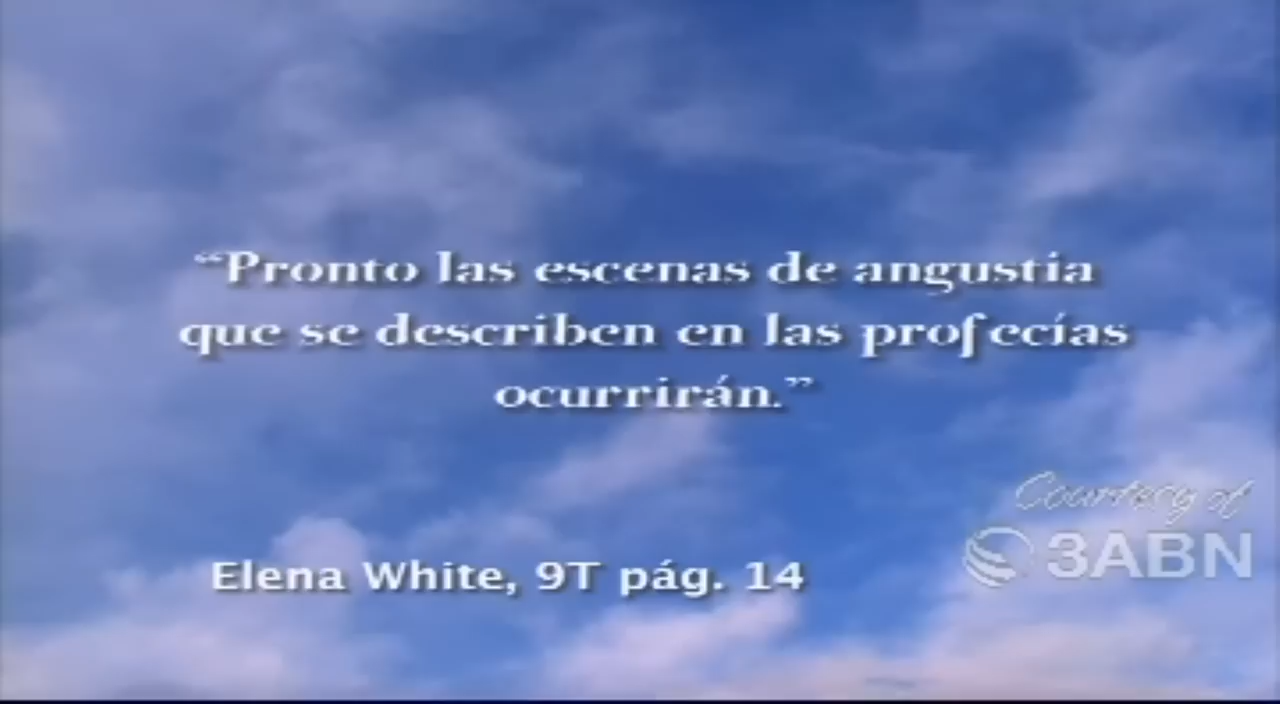 “Pronto las escenas de angustia
que se describen en las profecías
ocurrirán.”
Courtesy of
3ABN
Elena White, 9T pág. 14